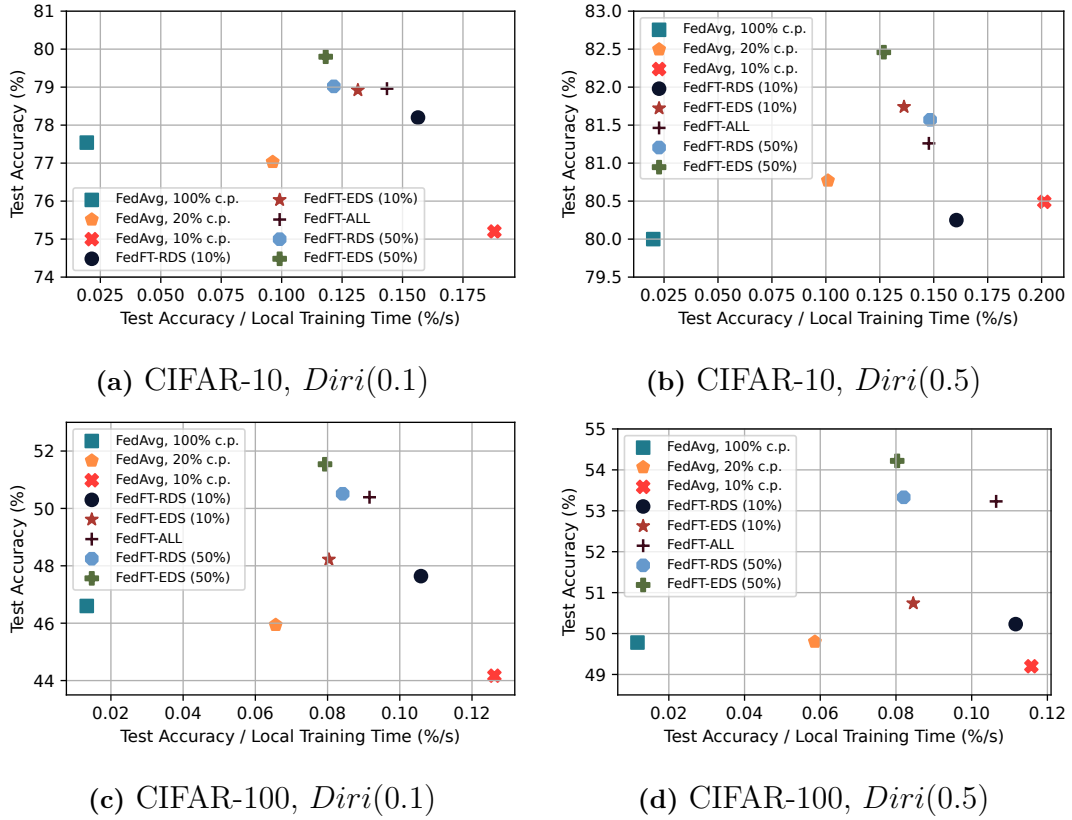 81
80
79
78
77
76
75
74
Test Accuracy (%)
FedAvg, 100% c.p.
FedAvg, 20% c.p.
FedAvg, 10% c.p.
FedFT-RDS (10%)
FedFT-EDS (10%)
FedFT-ALL
FedFT-RDS (50%)
FedFT-EDS (50%)
0.025 0.050 0.075 0.100 0.125 0.150 0.175
Test Accuracy / Local Training Time (%/s)
(a) CIFAR-10, Diri(0.1)
83.0
82.5
82.0
81.5
81.0
80.5
80.0
79.5
Test Accuracy (%)
FedAvg, 100% c.p.
FedAvg, 20% c.p.
FedAvg, 10% c.p.
FedFT-RDS (10%)
FedFT-EDS (10%)
FedFT-ALL
FedFT-RDS (50%)
FedFT-EDS (50%)
0.025 0.050 0.075 0.100 0.125 0.150 0.175 0.200
Test Accuracy / Local Training Time (%/s)
(b) CIFAR-10, Diri(0.5)
52
50
48
46
44
Test Accuracy (%)
FedAvg, 100% c.p.
FedAvg, 20% c.p.
FedAvg, 10% c.p.
FedFT-RDS (10%)
FedFT-EDS (10%)
FedFT-ALL
FedFT-RDS (50%)
FedFT-EDS (50%)
0.02 0.04 0.06 0.08 0.10 0.12
Test Accuracy / Local Training Time (%/s)
(c) CIFAR-100, Diri(0.1)
55
54
53
52
51
50
49
Test Accuracy (%)
FedAvg, 100% c.p.
FedAvg, 20% c.p.
FedAvg, 10% c.p.
FedFT-RDS (10%)
FedFT-EDS (10%)
FedFT-ALL
FedFT-RDS (50%)
FedFT-EDS (50%)
0.02 0.04 0.06 0.08 0.10 0.12
Test Accuracy / Local Training Time (%/s)
(d) CIFAR-100, Diri(0.5)